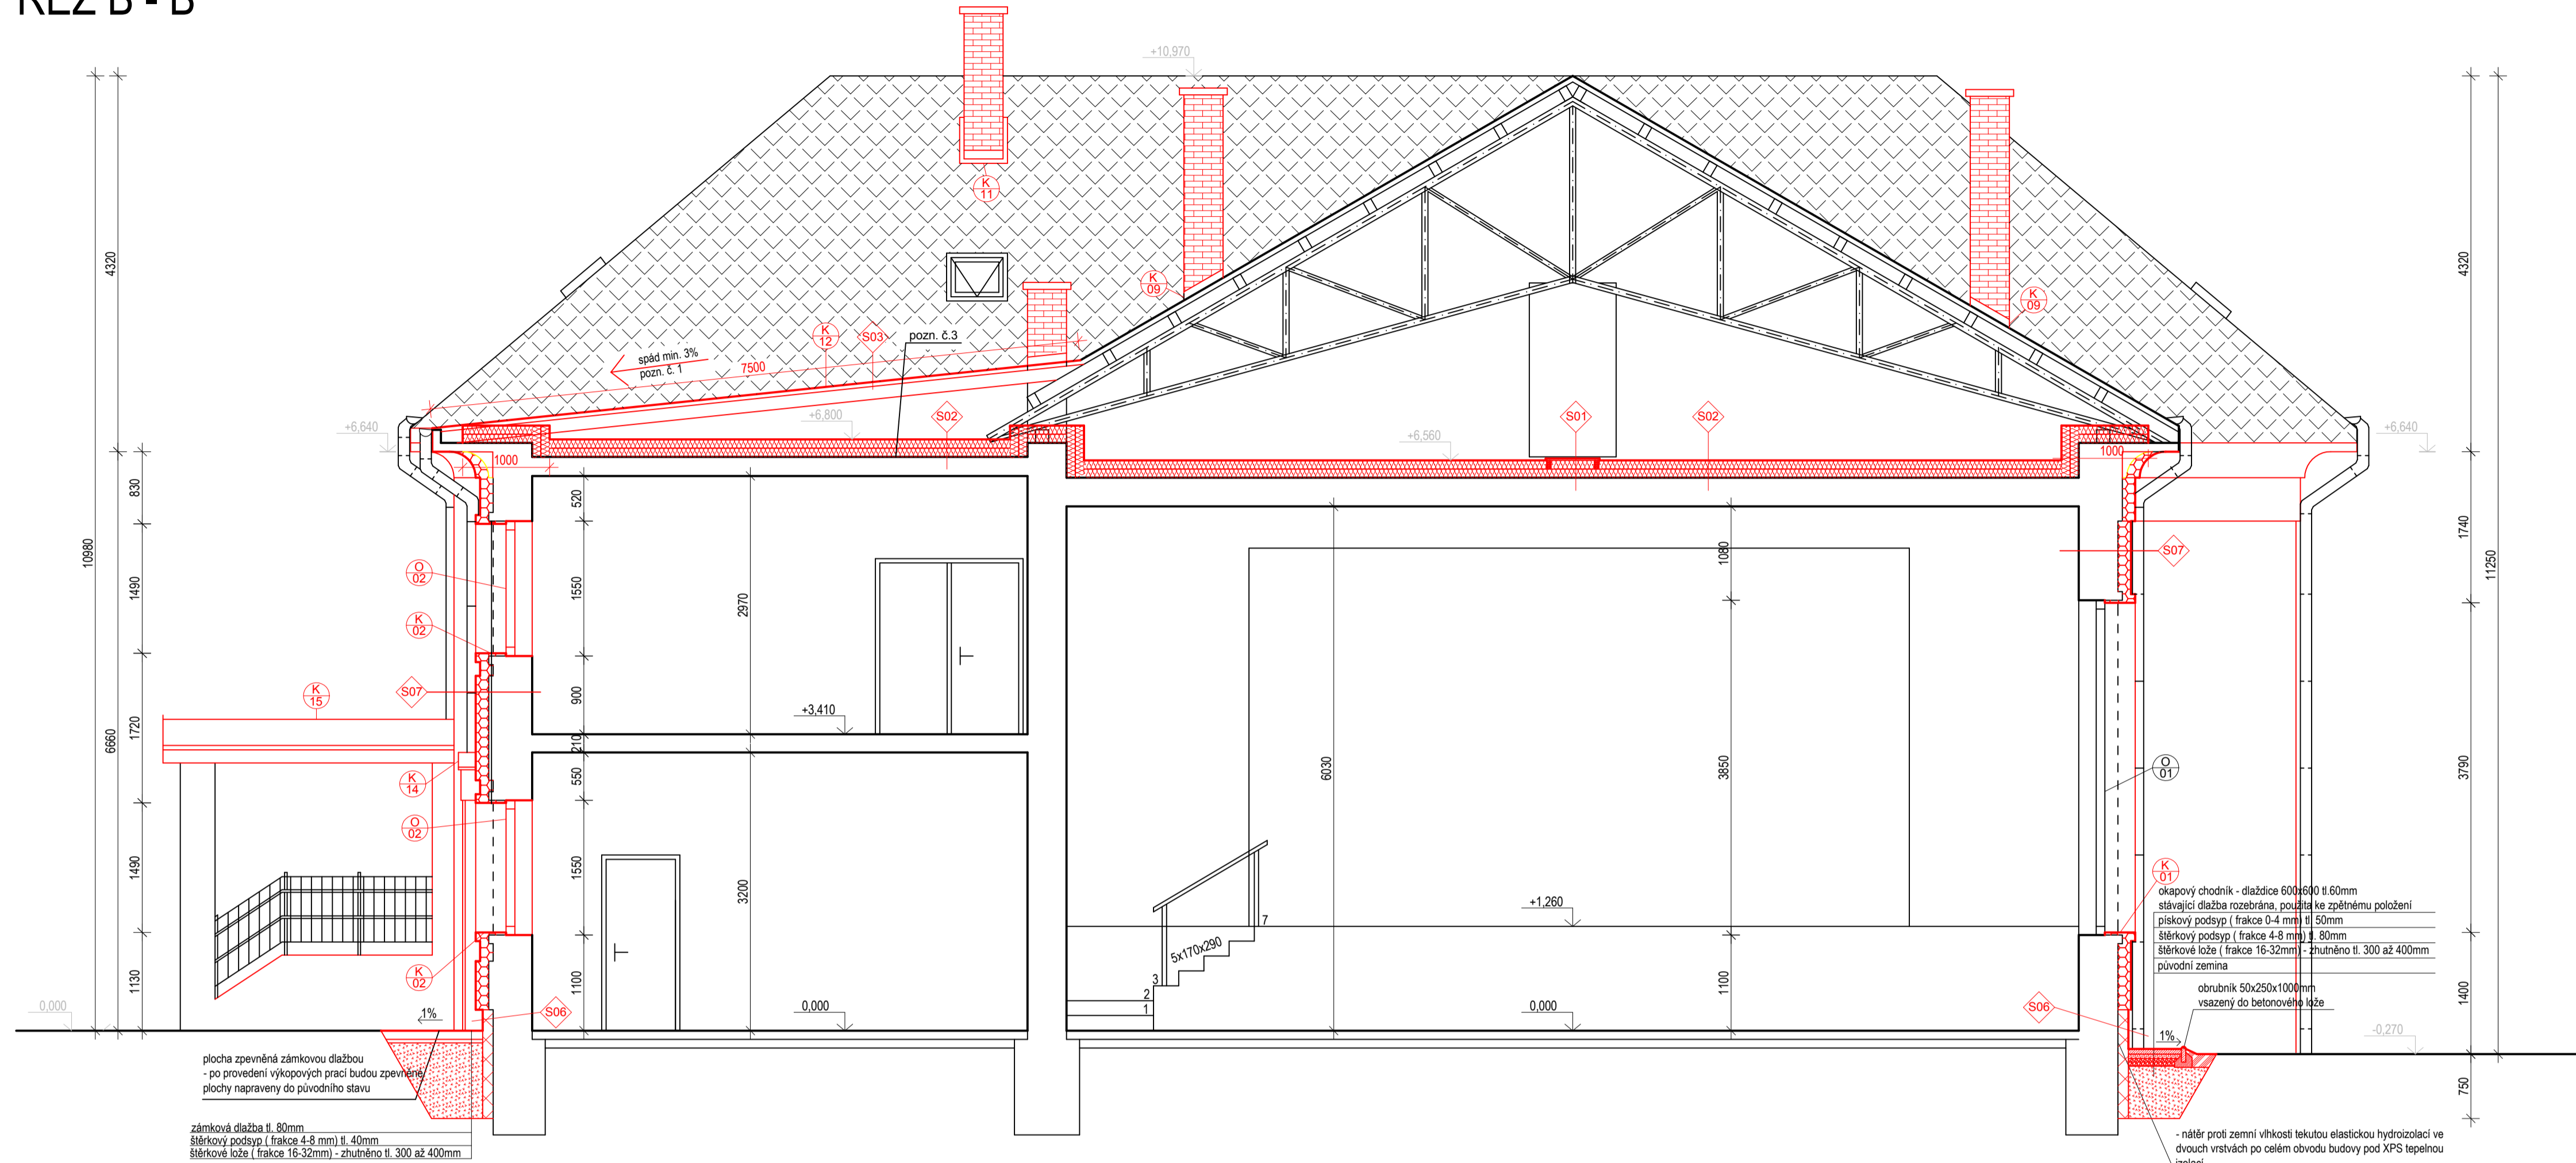 ŘEZ B - B
+10,970
4320
10980
6660
830
1490
1720
1490
1130
K
11
K
09
K
09
K
12
S03
pozn. č.3
spád min. 3%
pozn. č. 1
7500
+6,640
+6,800
S02
+6,560
S01
S02
+6,640
1000
1000
520
1550
900
210
550
1550
1100
2970
3200
O
02
K
02
S07
K
15
K
14
O
02
K
02
S06
+3,410
0,000
0,000
1%
6030
1080
3850
1100
+1,260
0,000
5x170x290
1
2
3
7
S07
O
01
K
01
S06
1%
4320
1740
3790
1400
750
11250
-0,270
okapový chodník - dlaždice 600x600 tl.60mm
stávající dlažba rozebrána, použita ke zpětnému položení
pískový podsyp ( frakce 0-4 mm) tl. 50mm
štěrkový podsyp ( frakce 4-8 mm) tl. 80mm
štěrkové lože ( frakce 16-32mm) - zhutněno tl. 300 až 400mm
původní zemina
obrubník 50x250x1000mm
vsazený do betonového lože
plocha zpevněná zámkovou dlažbou
- po provedení výkopových prací budou zpevněné
plochy napraveny do původního stavu
zámková dlažba tl. 80mm
štěrkový podsyp ( frakce 4-8 mm) tl. 40mm
štěrkové lože ( frakce 16-32mm) - zhutněno tl. 300 až 400mm
- nátěr proti zemní vlhkosti tekutou elastickou hydroizolací ve
dvouch vrstvách po celém obvodu budovy pod XPS tepelnou
izolací